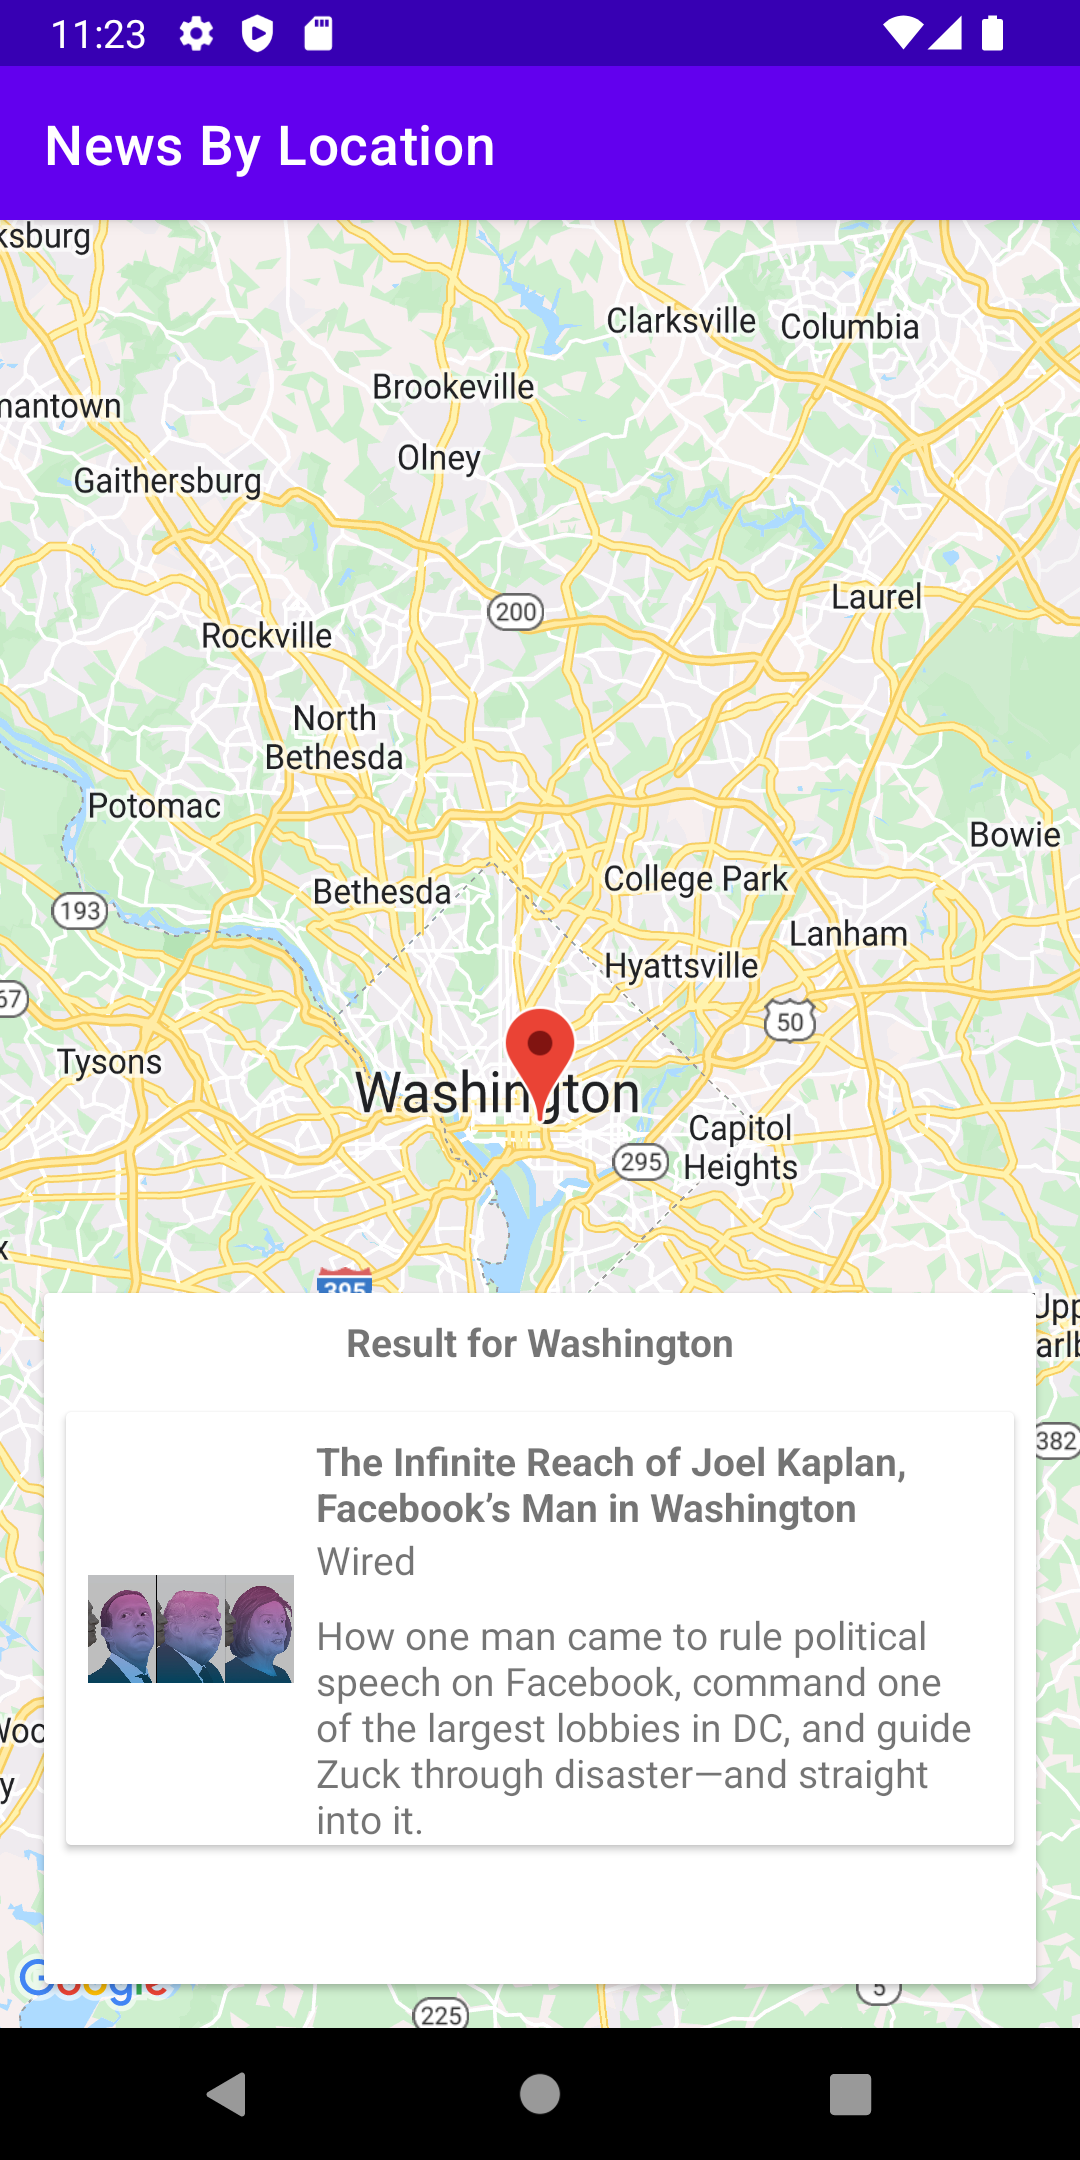 11:23
News By Location
ksburg
Clarksville
Columbia
Brookeville
mantown
Olney
Gaithersburg
Laurel
200
Rockville
North
Bethesda
Potomac
Bowie
College Park
Bethesda
193
Lanham
Hyattsville
67
50
Tysons
Washington
Capitol
Heights
295
x
395
Upp
arlb
Result for Washington
382
The Infinite Reach of Joel Kaplan,
Facebook’s Man in Washington
Wired
How one man came to rule political
speech on Facebook, command one
of the largest lobbies in DC, and guide
Zuck through disaster—and straight
into it.
Woo
y
Google
5
225